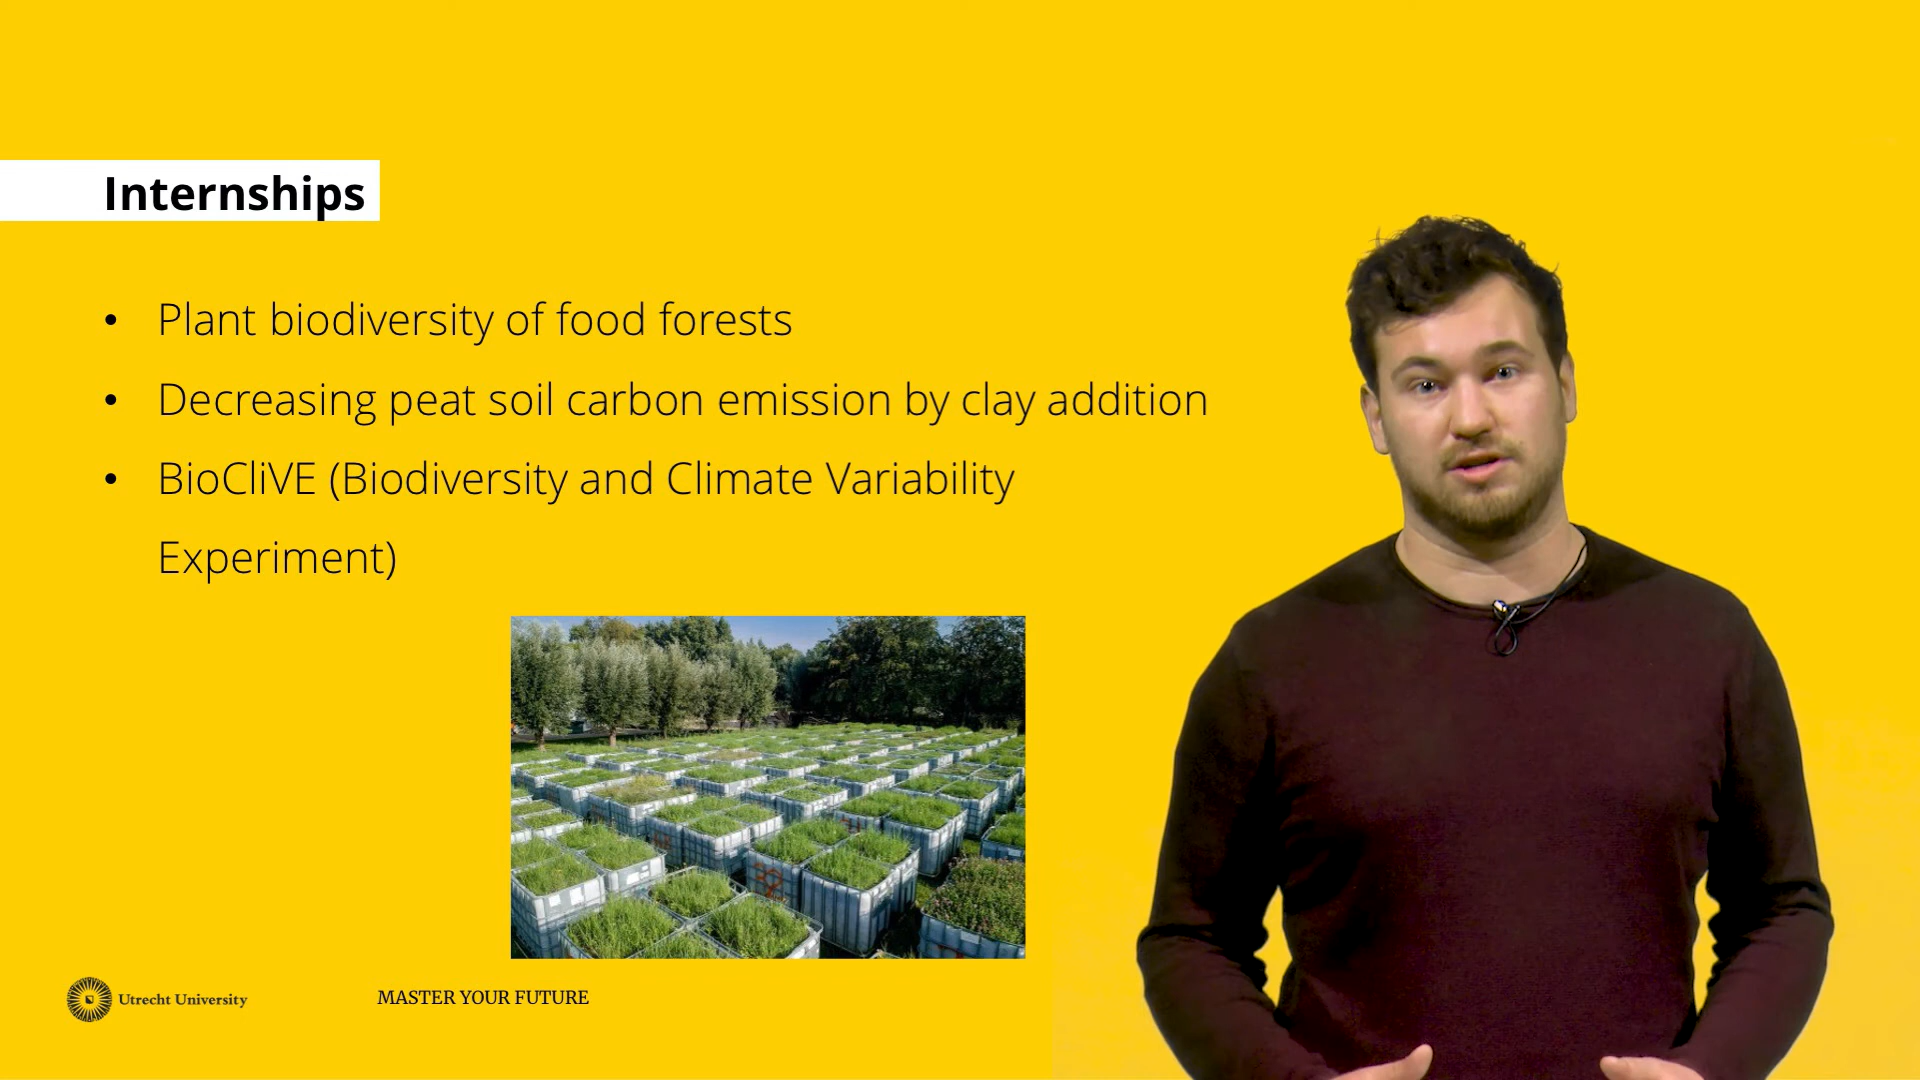 Internships
• Plant biodiversity of food forests
• Decreasing peat soil carbon emission by clay addition
• BioCliVE (Biodiversity and Climate Variability
Experiment)
Utrecht University
MASTER YOUR FUTURE